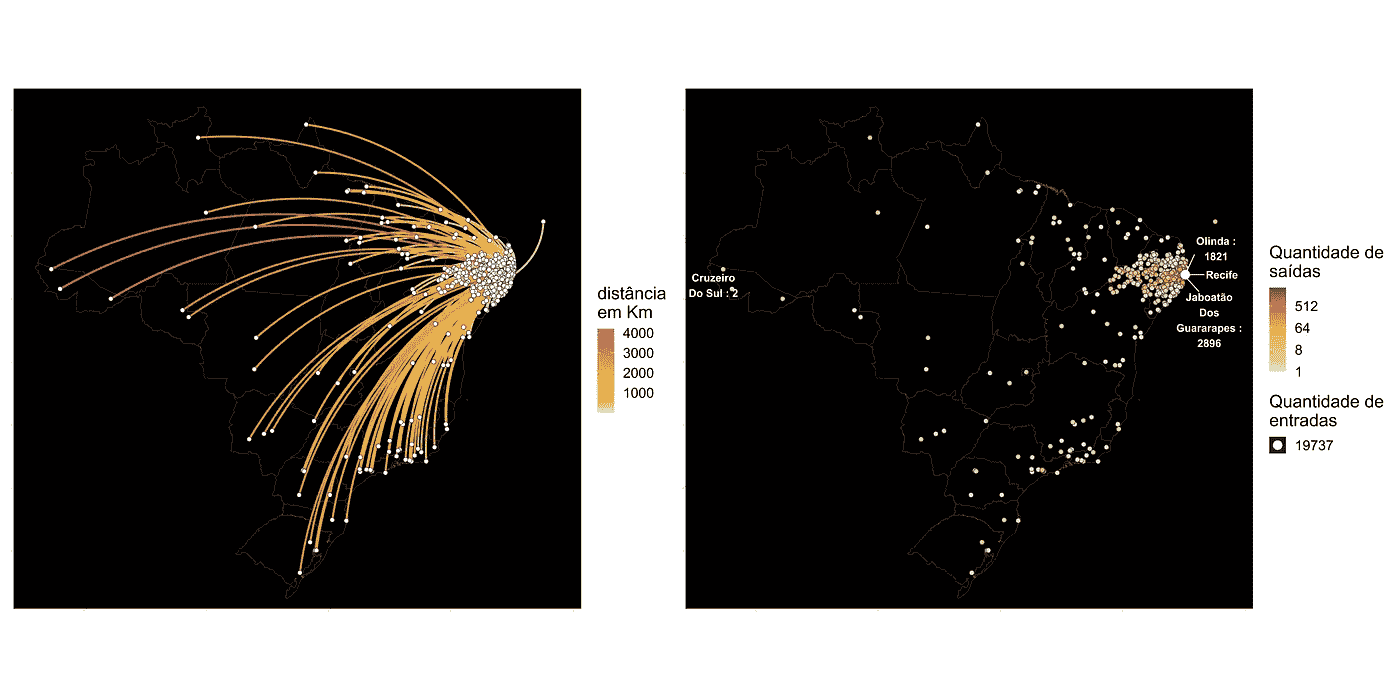 distância
em Km
4000
3000
2000
1000
Cruzeiro
Do Sul : 2
Olinda :
1821
Recife
Jaboatão
Dos
Guararapes :
2896
Quantidade de
saídas
512
64
8
1
Quantidade de
entradas
19737